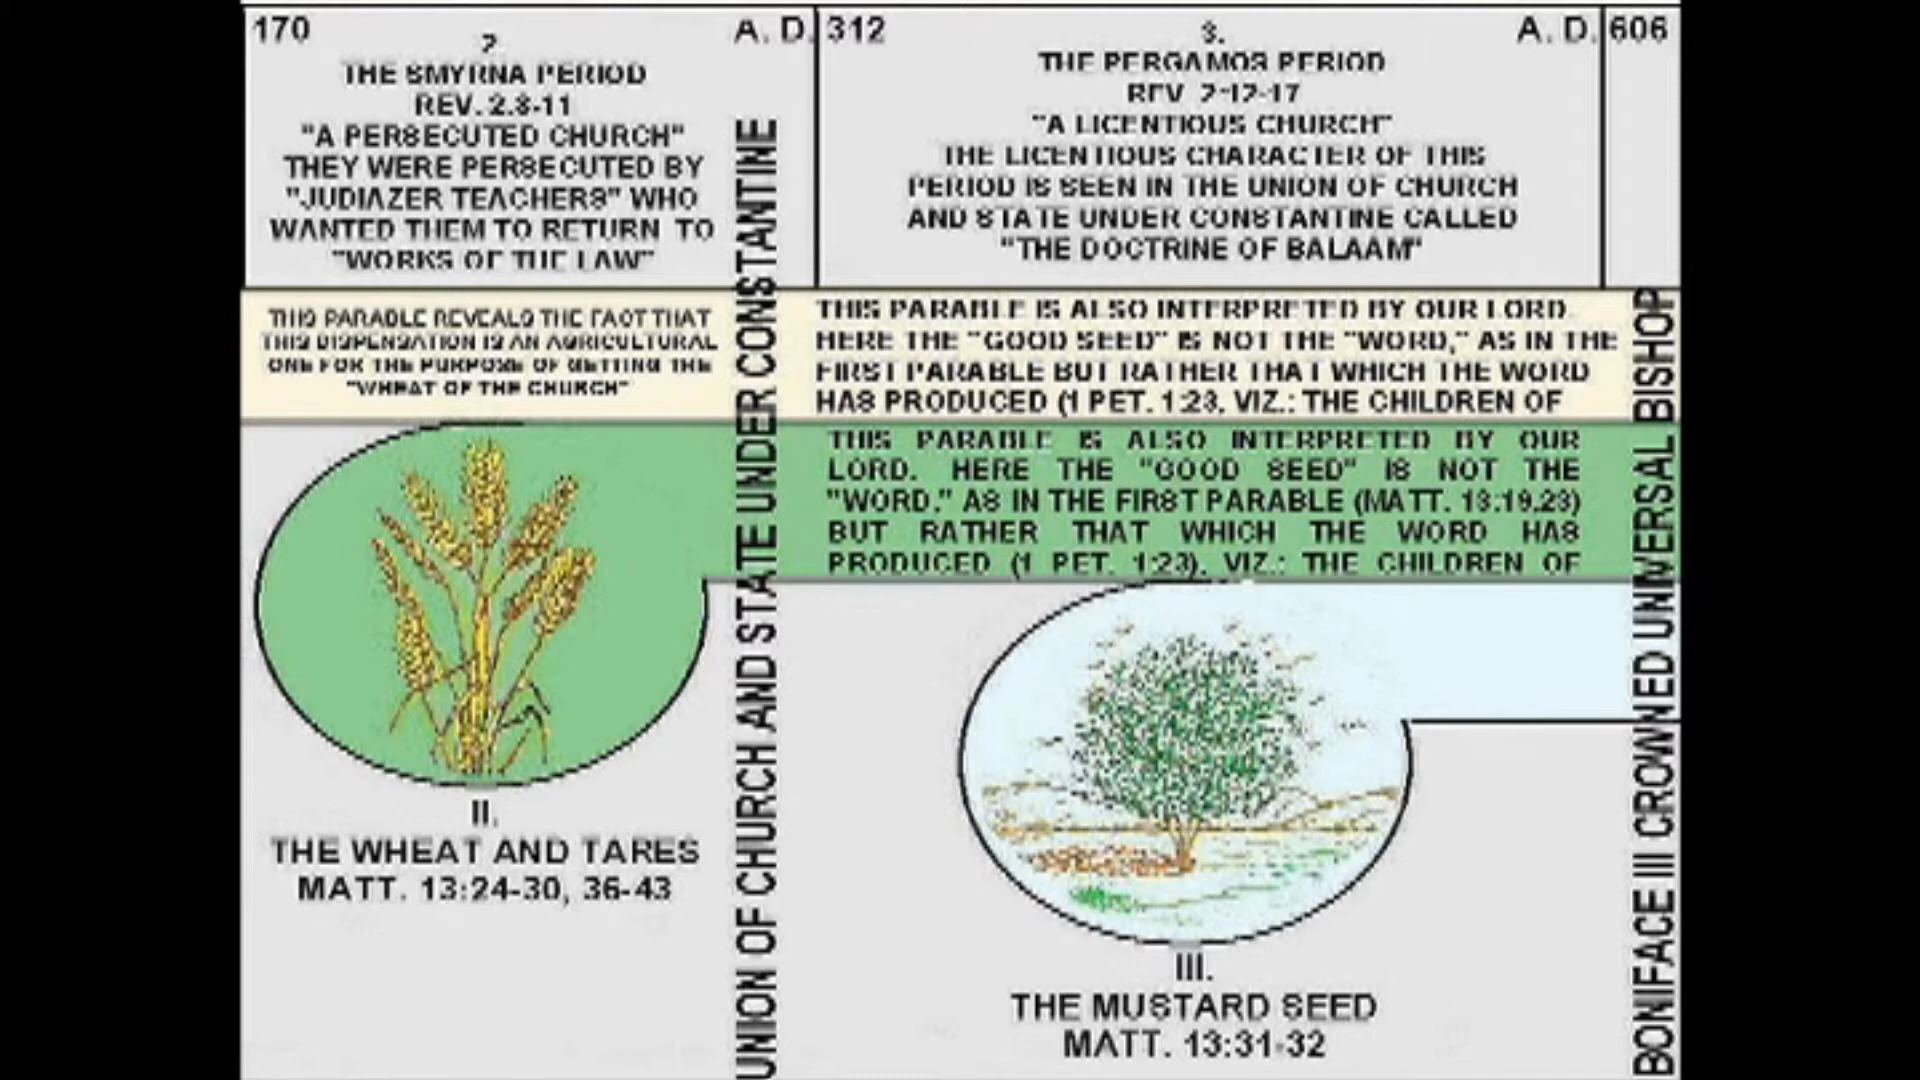 170
A. D.
2
THE SMYRNA PERIOD
REV. 2.8-11
"A PERSECUTED CHURCH"
THEY WERE PERSECUTED BY
"JUDIAZER TEACHERS" WHO
WANTED THEM TO RETURN TO
"WORKS OF THE LAW"
312
A. D.
606
3.
THE PERGAMOS PERIOD
REV 2:12-17
"A LICENTIOUS CHURCH"
THE LICENTIOUS CHARACTER OF THIS
PERIOD IS SEEN IN THE UNION OF CHURCH
AND STATE UNDER CONSTANTINE CALLED
"THE DOCTRINE OF BALAAM"
THIS PARABLE REVEALS THE FACT THAT
THIS DISPENSATION IS AN AGRICULTURAL
ONE FOR THE PURPOSE OF GETTING THE
"WHEAT OF THE CHURCH"
THIS PARABLE IS ALSO INTERPRETED BY OUR LORD.
HERE THE "GOOD SEED" IS NOT THE "WORD," AS IN THE
FIRST PARABLE BUT RATHER THAT WHICH THE WORD
HAS PRODUCED (1 PET. 1:23, VIZ.: THE CHILDREN OF
THIS PARABLE IS ALSO INTERPRETED BY OUR
LORD. HERE THE "GOOD SEED" IS NOT THE
"WORD," AS IN THE FIRST PARABLE (MATT. 13:19,23)
BUT RATHER THAT WHICH THE WORD HAS
PRODUCED (1 PET. 1:23), VIZ.: THE CHILDREN OF
UNION OF CHURCH AND STATE UNDER CONSTANTINE
BONIFACE III CROWNED UNIVERSAL BISHOP
II.
THE WHEAT AND TARES
MATT. 13:24-30, 36-43
III.
THE MUSTARD SEED
MATT. 13:31-32